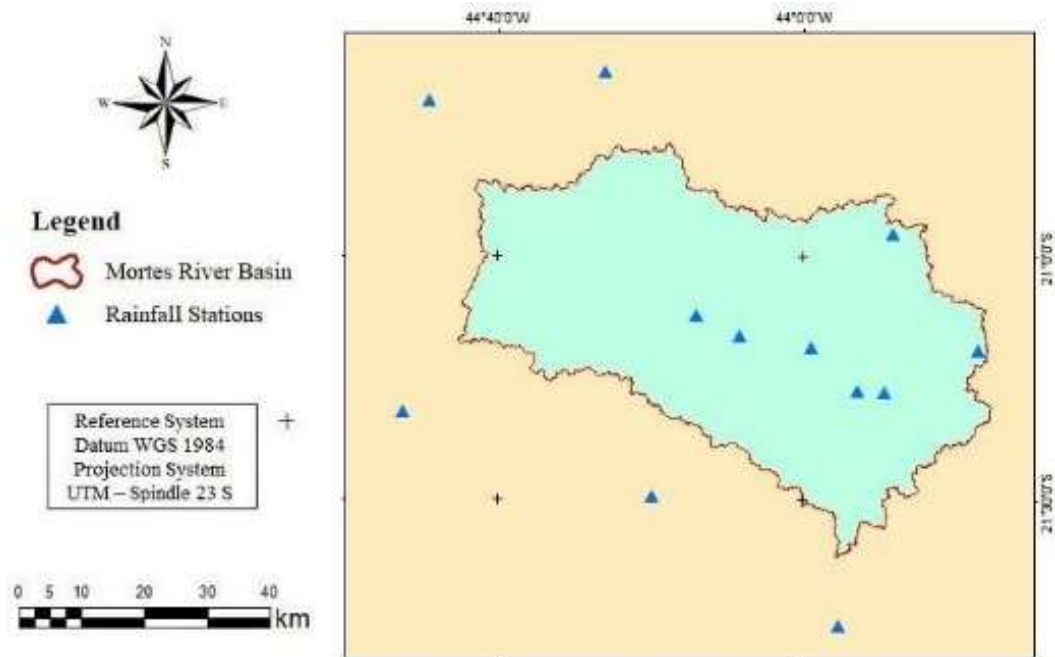 44°40'0"W
44°0'0"W
N
W
E
S
Legend
Mortes River Basin
Rainfall Stations
21°0'0"S
Reference System
Datum WGS 1984
Projection System
UTM – Spindle 23 S
21°30'0"S
0 5 10 20 30 40
km